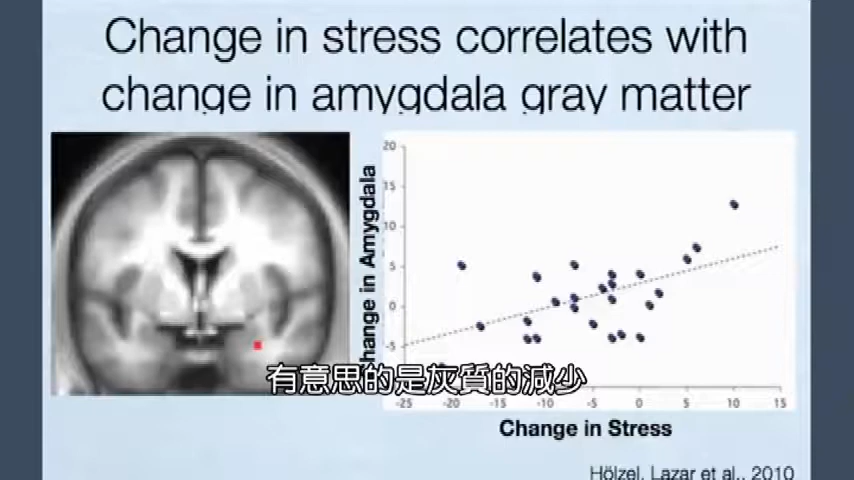 Change in stress correlates with
change in amygdala gray matter
Change in Amygdala
20
15
10
5
0
-5
-25
-20
-15
-10
-5
0
5
10
15
Change in Stress
有意思的是灰質的減少
Hölzel, Lazar et al., 2010